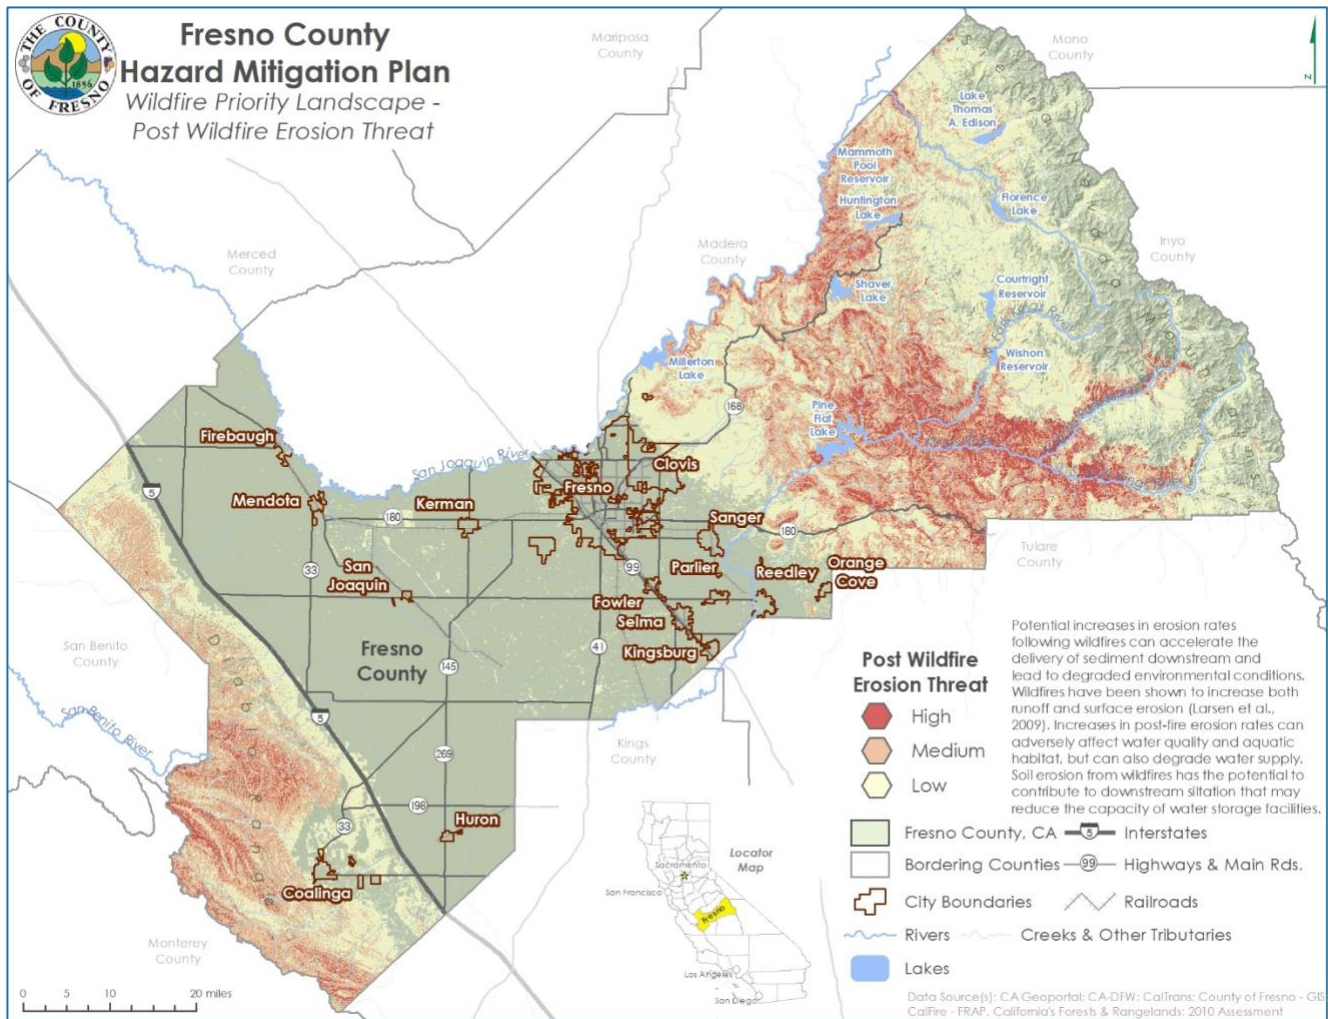 THE COUNTY
OF FRESNO
1856
Fresno County
Hazard Mitigation Plan
Wildfire Priority Landscape -
Post Wildfire Erosion Threat
Mariposa
County
Mono
County
N
Lake
Thomas
A. Edison
Mammoth
Pool
Reservoir
Huntington
Lake
Florence
Lake
Merced
County
Madera
County
Inyo
County
Shaver
Lake
Courtright
Reservoir
Wishon
Reservoir
Millerton
Lake
168
Pine
Flat
Lake
Firebaugh
San Joaquin River
Clovis
5
Fresno
Mendota
Kerman
180
Sanger
180
Tulare
County
33
San
Joaquin
99
Parlier
Reedley
Orange
Cove
Fowler
Selma
Kingsburg
San Benito
County
Fresno
County
145
41
San Benito River
5
Kings
County
269
198
Huron
33
Coalinga
Monterey
County
0 5 10 20 miles
Potential increases in erosion rates
following wildfires can accelerate the
delivery of sediment downstream and
lead to degraded environmental conditions.
Wildfires have been shown to increase both
runoff and surface erosion (Larsen et al.,
2009). Increases in post-fire erosion rates can
adversely affect water quality and aquatic
habitat, but can also degrade water supply.
Soil erosion from wildfires has the potential to
contribute to downstream siltation that may
reduce the capacity of water storage facilities.
Post Wildfire
Erosion Threat
High
Medium
Low
Fresno County, CA
5 Interstates
Bordering Counties
99 Highways & Main Rds.
City Boundaries
Railroads
Rivers
Creeks & Other Tributaries
Lakes
Locator
Map
Sacramento
San Francisco
Fresno
Los Angeles
San Diego
Data Source(s): CA Geoportal; CA-DFW; CalTrans; County of Fresno - GIS
CalFire - FRAP, California's Forests & Rangelands: 2010 Assessment